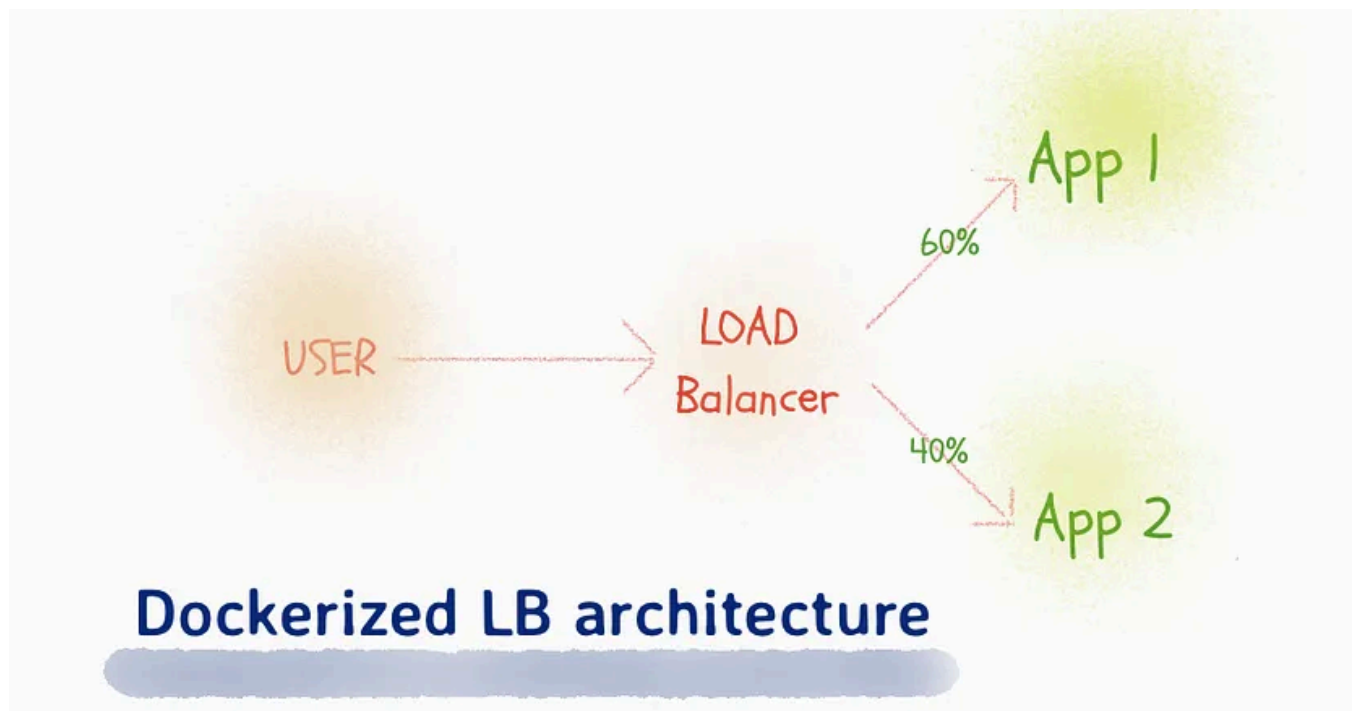 USER
LOAD
Balancer
60%
App 1
40%
App 2
Dockerized LB architecture